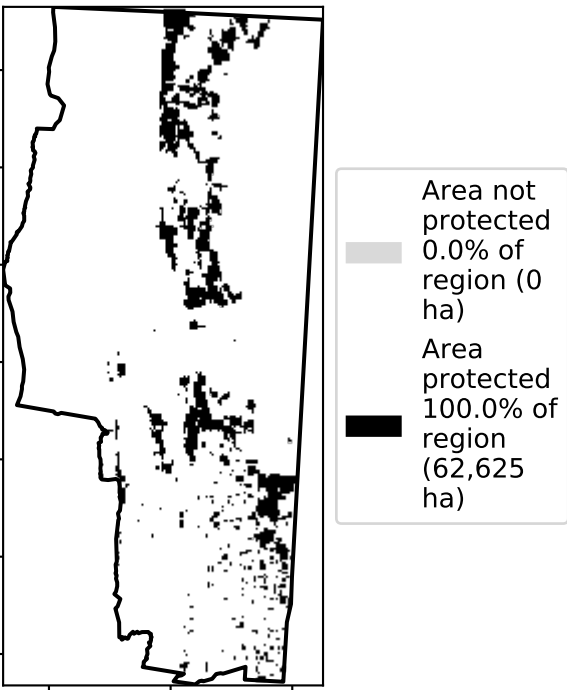 Area not
protected
0.0% of
region (0
ha)
Area
protected
100.0% of
region
(62,625
ha)